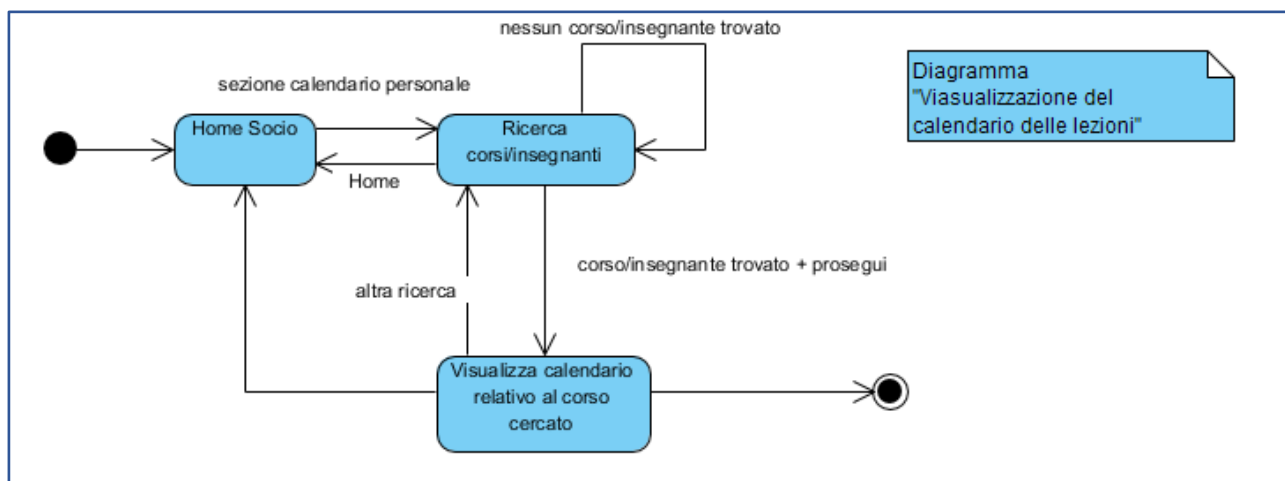 nessun corso/insegnante trovato
sezione calendario personale
Diagramma
"Viasualizzazione del
calendario delle lezioni"
Home Socio
Ricerca
corsi/insegnanti
Home
corso/insegnante trovato + prosegui
altra ricerca
Visualizza calendario
relativo al corso
cercato